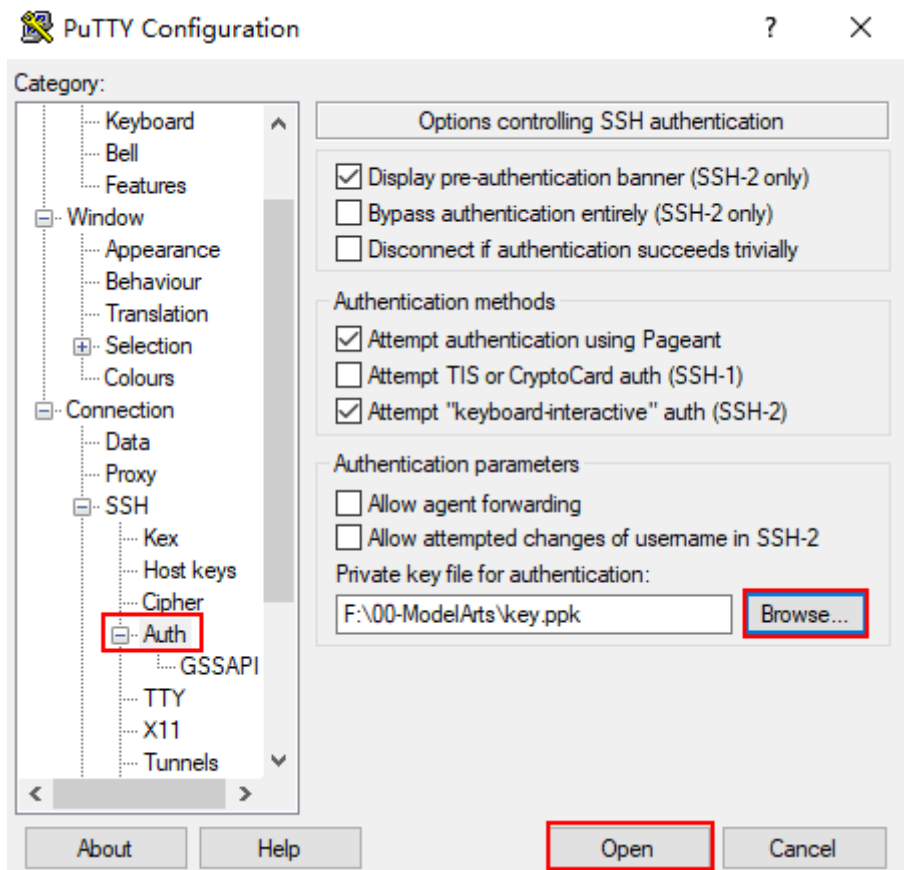 PuTTY Configuration
?
Category:
Keyboard
Bell
Features
Window
Appearance
Behaviour
Translation
Selection
Colours
Connection
Data
Proxy
SSH
Kex
Host keys
Cipher
Auth
GSSAPI
TTY
X11
Tunnels
Options controlling SSH authentication
Display pre-authentication banner (SSH-2 only)
Bypass authentication entirely (SSH-2 only)
Disconnect if authentication succeeds trivially
Authentication methods
Attempt authentication using Pageant
Attempt TIS or CryptoCard auth (SSH-1)
Attempt "keyboard-interactive" auth (SSH-2)
Authentication parameters
Allow agent forwarding
Allow attempted changes of username in SSH-2
Private key file for authentication:
F:\00-ModelArts\key.ppk
Browse...
About
Help
Open
Cancel